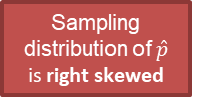 Sampling
distribution of p̂
is right skewed